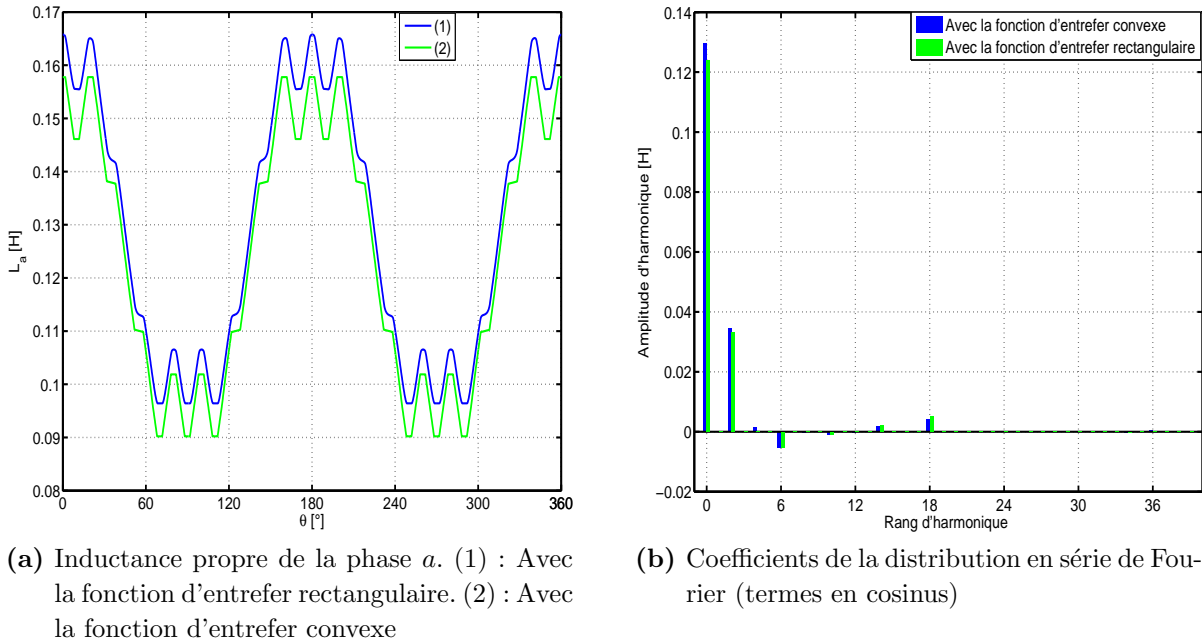 0.17
0.16
0.15
0.14
0.13
0.12
0.11
0.1
0.09
0.08
L_a [H]
0 60 120 180 240 300 360
θ [°]
(1)
(2)
0.14
0.12
0.1
0.08
0.06
0.04
0.02
0
−0.02
Amplitude d'harmonique [H]
0 6 12 18 24 30 36
Rang d'harmonique
Avec la fonction d'entrefer convexe
Avec la fonction d'entrefer rectangulaire
(a) Inductance propre de la phase a. (1) : Avec
la fonction d'entrefer rectangulaire. (2) : Avec
la fonction d'entrefer convexe
(b) Coefficients de la distribution en série de Fou-
rier (termes en cosinus)